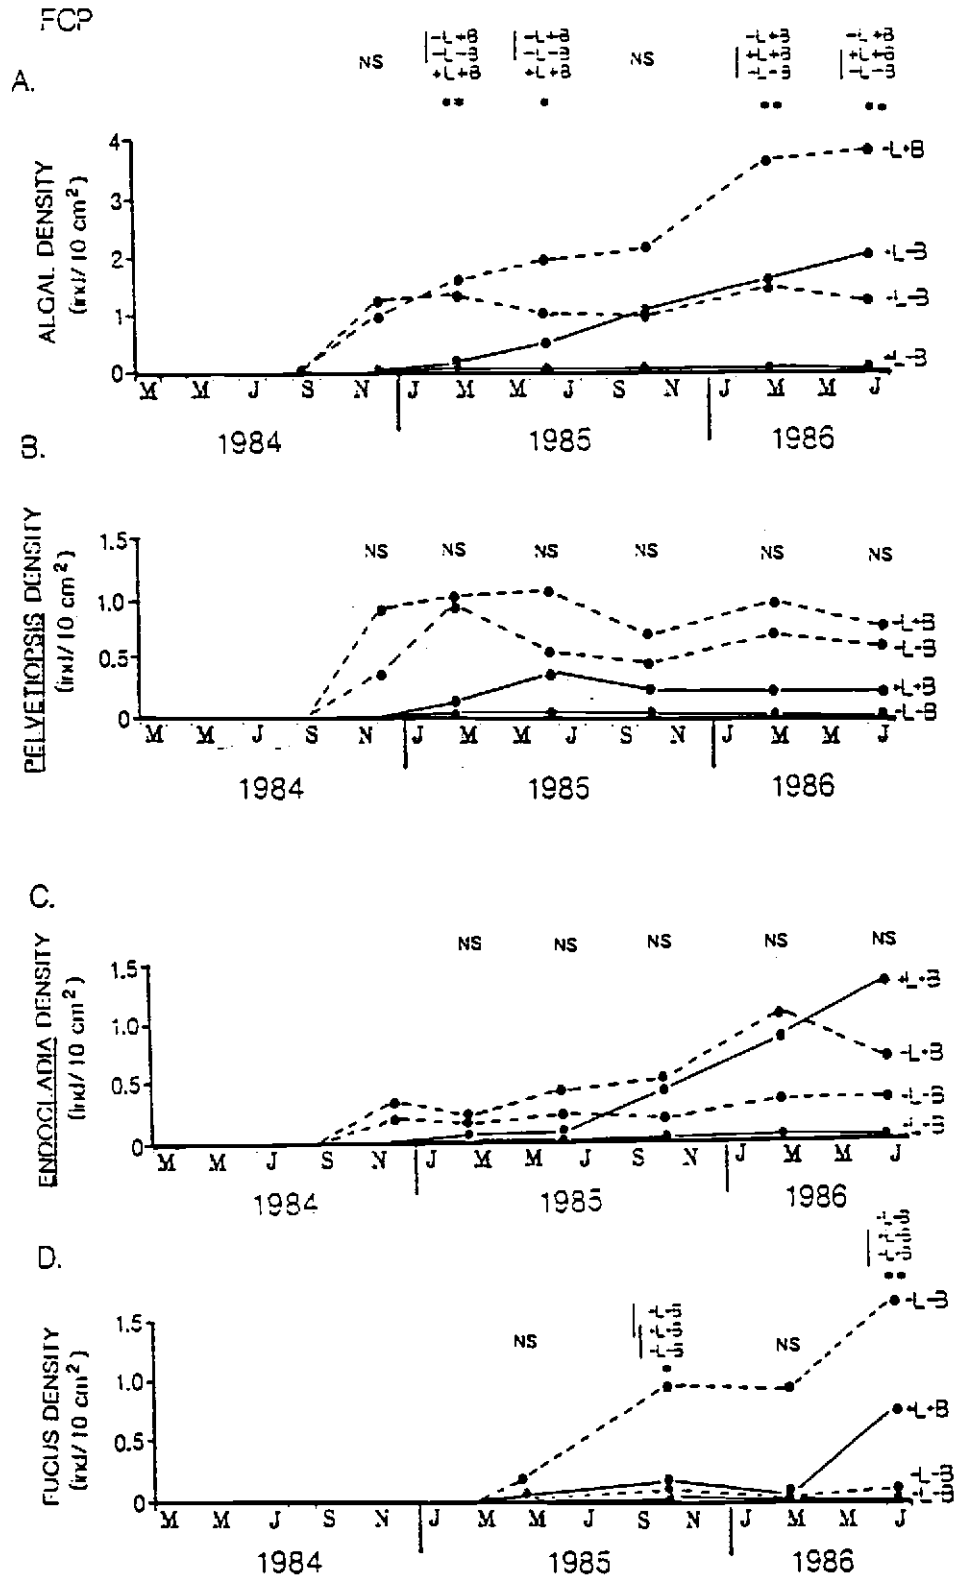 FCP
A.
NS
-L+B
-L-B
+L+B
**
-L+B
-L-B
+L+B
*
NS
-L+B
+L+B
-L-B
**
-L+B
+L+B
-L-B
**
ALGAL DENSITY
(ind/10 cm²)
4
3
2
1
0
-L+B
-L-B
M M J S N J M M J S N J M M J
1984 1985 1986
B.
PELVETIOPSIS DENSITY
(ind/10 cm²)
1.5
1.0
0.5
0
NS NS NS NS NS NS
-L+B
-L-B
+L+B
-L-B
M M J S N J M M J S N J M M J
1984 1985 1986
C.
ENDOCLADIA DENSITY
(ind/10 cm²)
1.5
1.0
0.5
0
NS NS NS NS NS
+L+B
-L+B
-L-B
-L-B
M M J S N J M M J S N J M M J
1984 1985 1986
D.
FUCUS DENSITY
(ind/10 cm²)
1.5
1.0
0.5
0
NS
*
NS
**
+L+B
-L-B
M M J S N J M M J S N J M M J
1984 1985 1986